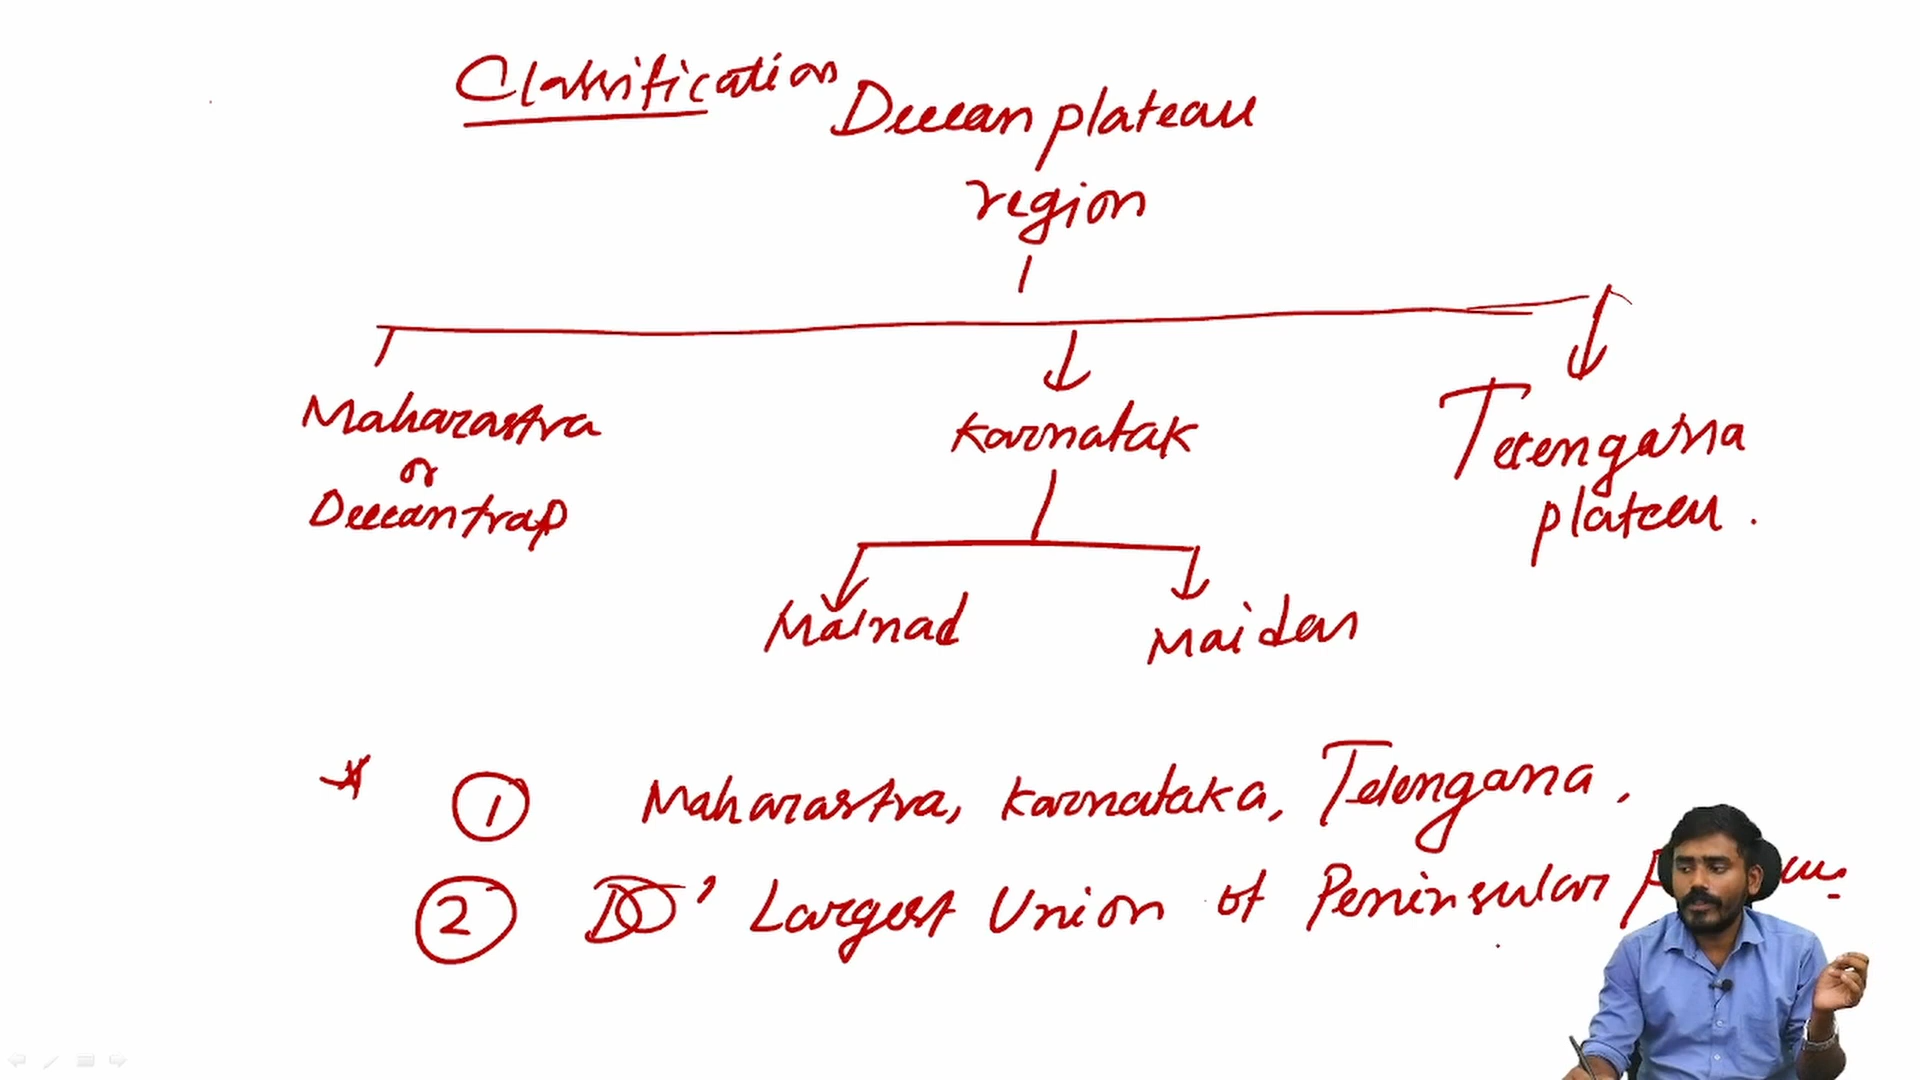 Classification
Deccan plateau
region
Maharastra
or
Deccan trap
Karnatak
Telengana
plateau.
Malnad
Maidan
① Maharastra, Karnataka, Telengana,
② Largest Union of Peninsular